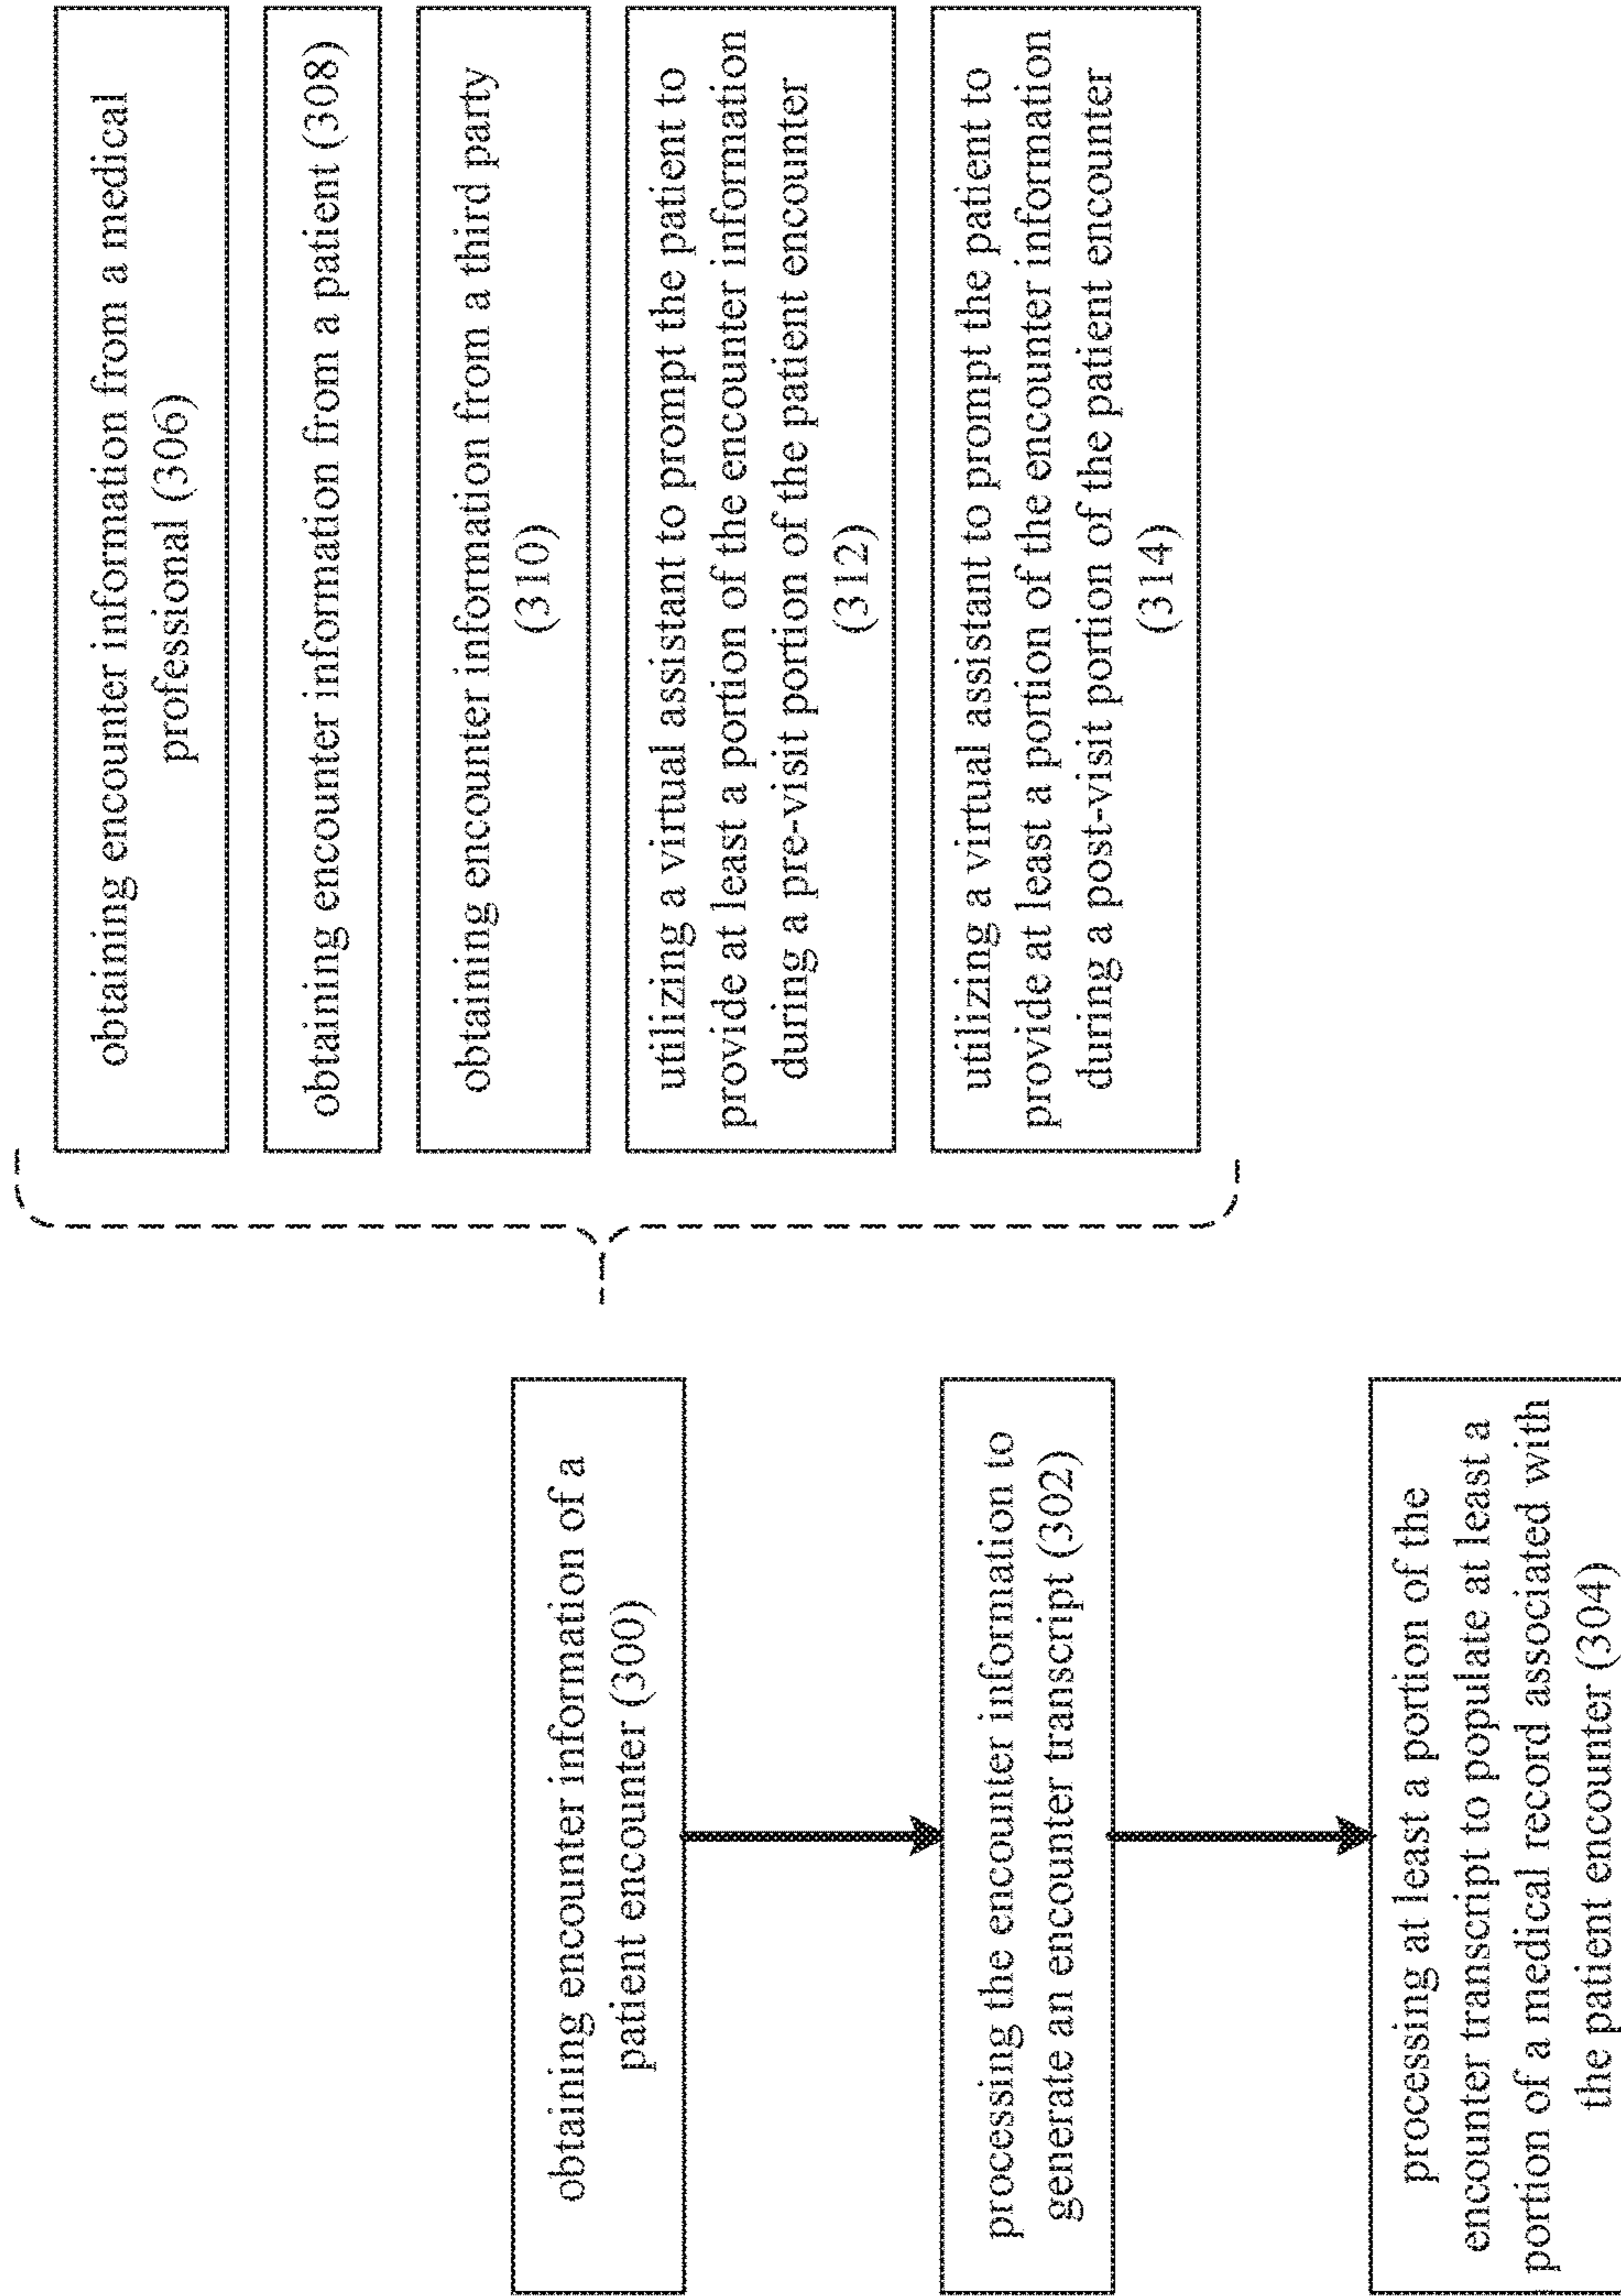 obtaining encounter information of a
patient encounter (300)
processing the encounter information to
generate an encounter transcript (302)
processing at least a portion of the
encounter transcript to populate at least a
portion of a medical record associated with
the patient encounter (304)
obtaining encounter information from a medical
professional (306)
obtaining encounter information from a patient (308)
obtaining encounter information from a third party
(310)
utilizing a virtual assistant to prompt the patient to
provide at least a portion of the encounter information
during a pre-visit portion of the patient encounter
(312)
utilizing a virtual assistant to prompt the patient to
provide at least a portion of the encounter information
during a post-visit portion of the patient encounter
(314)